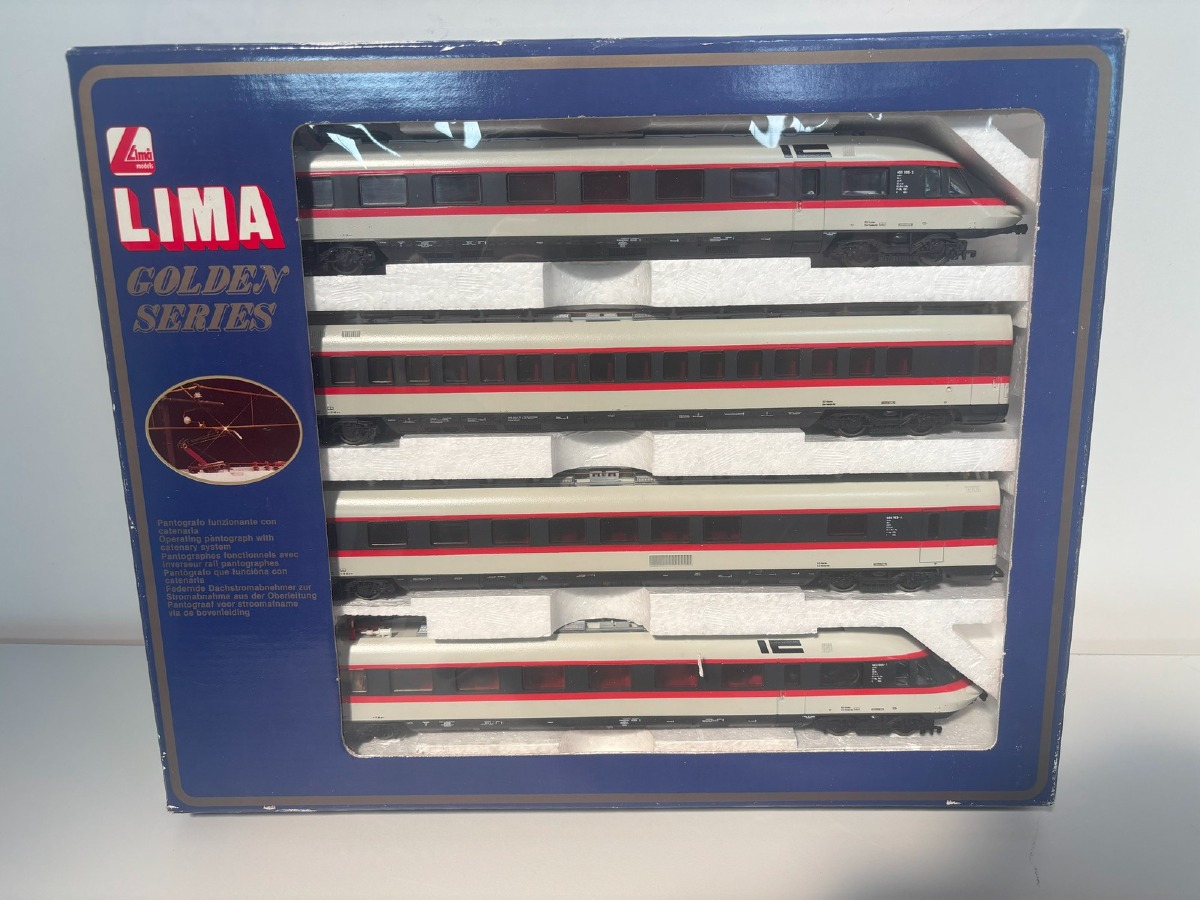 Lima
models
LIMA
GOLDEN
SERIES
Pantografo funzionante con
catenaria
Operating pantograph with
catenary system
Pantographes fonctionnels avec
inverseur rail pantographes
Pantógrafo que funciòna con
catenaria
Federnde Dachstromabnehmer zur
Stromabnahme aus der Oberleitung
Pantograaf voor stroomafname
via de bovenleiding
IC
IC